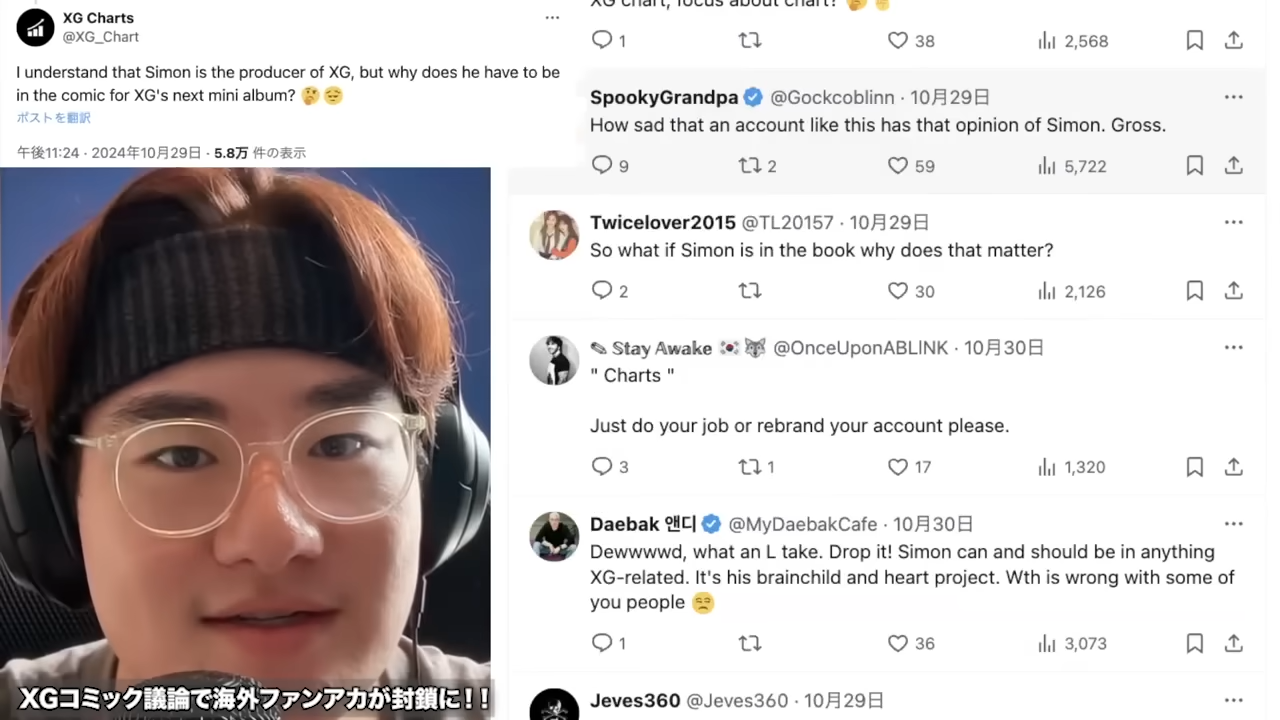 XG Charts
@XG_Chart
I understand that Simon is the producer of XG, but why does he have to be
in the comic for XG's next mini album? 🤔😔
ポストを翻訳
午後11:24 · 2024年10月29日 · 5.8万 件の表示
XGコミック議論で海外ファンアカが封鎖に!!
XG chart, focus about chart? 🤔
1 38 2,568
SpookyGrandpa @Gockcoblinn · 10月29日
How sad that an account like this has that opinion of Simon. Gross.
9 2 59 5,722
Twicelover2015 @TL20157 · 10月29日
So what if Simon is in the book why does that matter?
2 30 2,126
✎ Stay Awake 🇰🇷🐺 @OnceUponABLINK · 10月30日
" Charts "
Just do your job or rebrand your account please.
3 1 17 1,320
Daebak 앤디 @MyDaebakCafe · 10月30日
Dewwwwd, what an L take. Drop it! Simon can and should be in anything
XG-related. It's his brainchild and heart project. Wth is wrong with some of
you people 😒
1 36 3,073
Jeves360 @Jeves360 · 10月29日